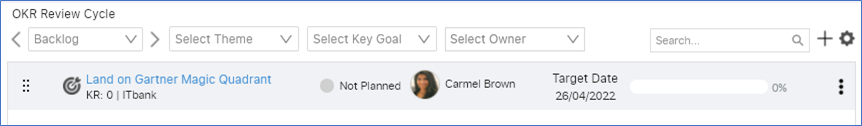 OKR Review Cycle
Backlog Select Theme Select Key Goal Select Owner Search...
Land on Gartner Magic Quadrant Not Planned Carmel Brown Target Date 0%
KR: 0 | ITbank 26/04/2022